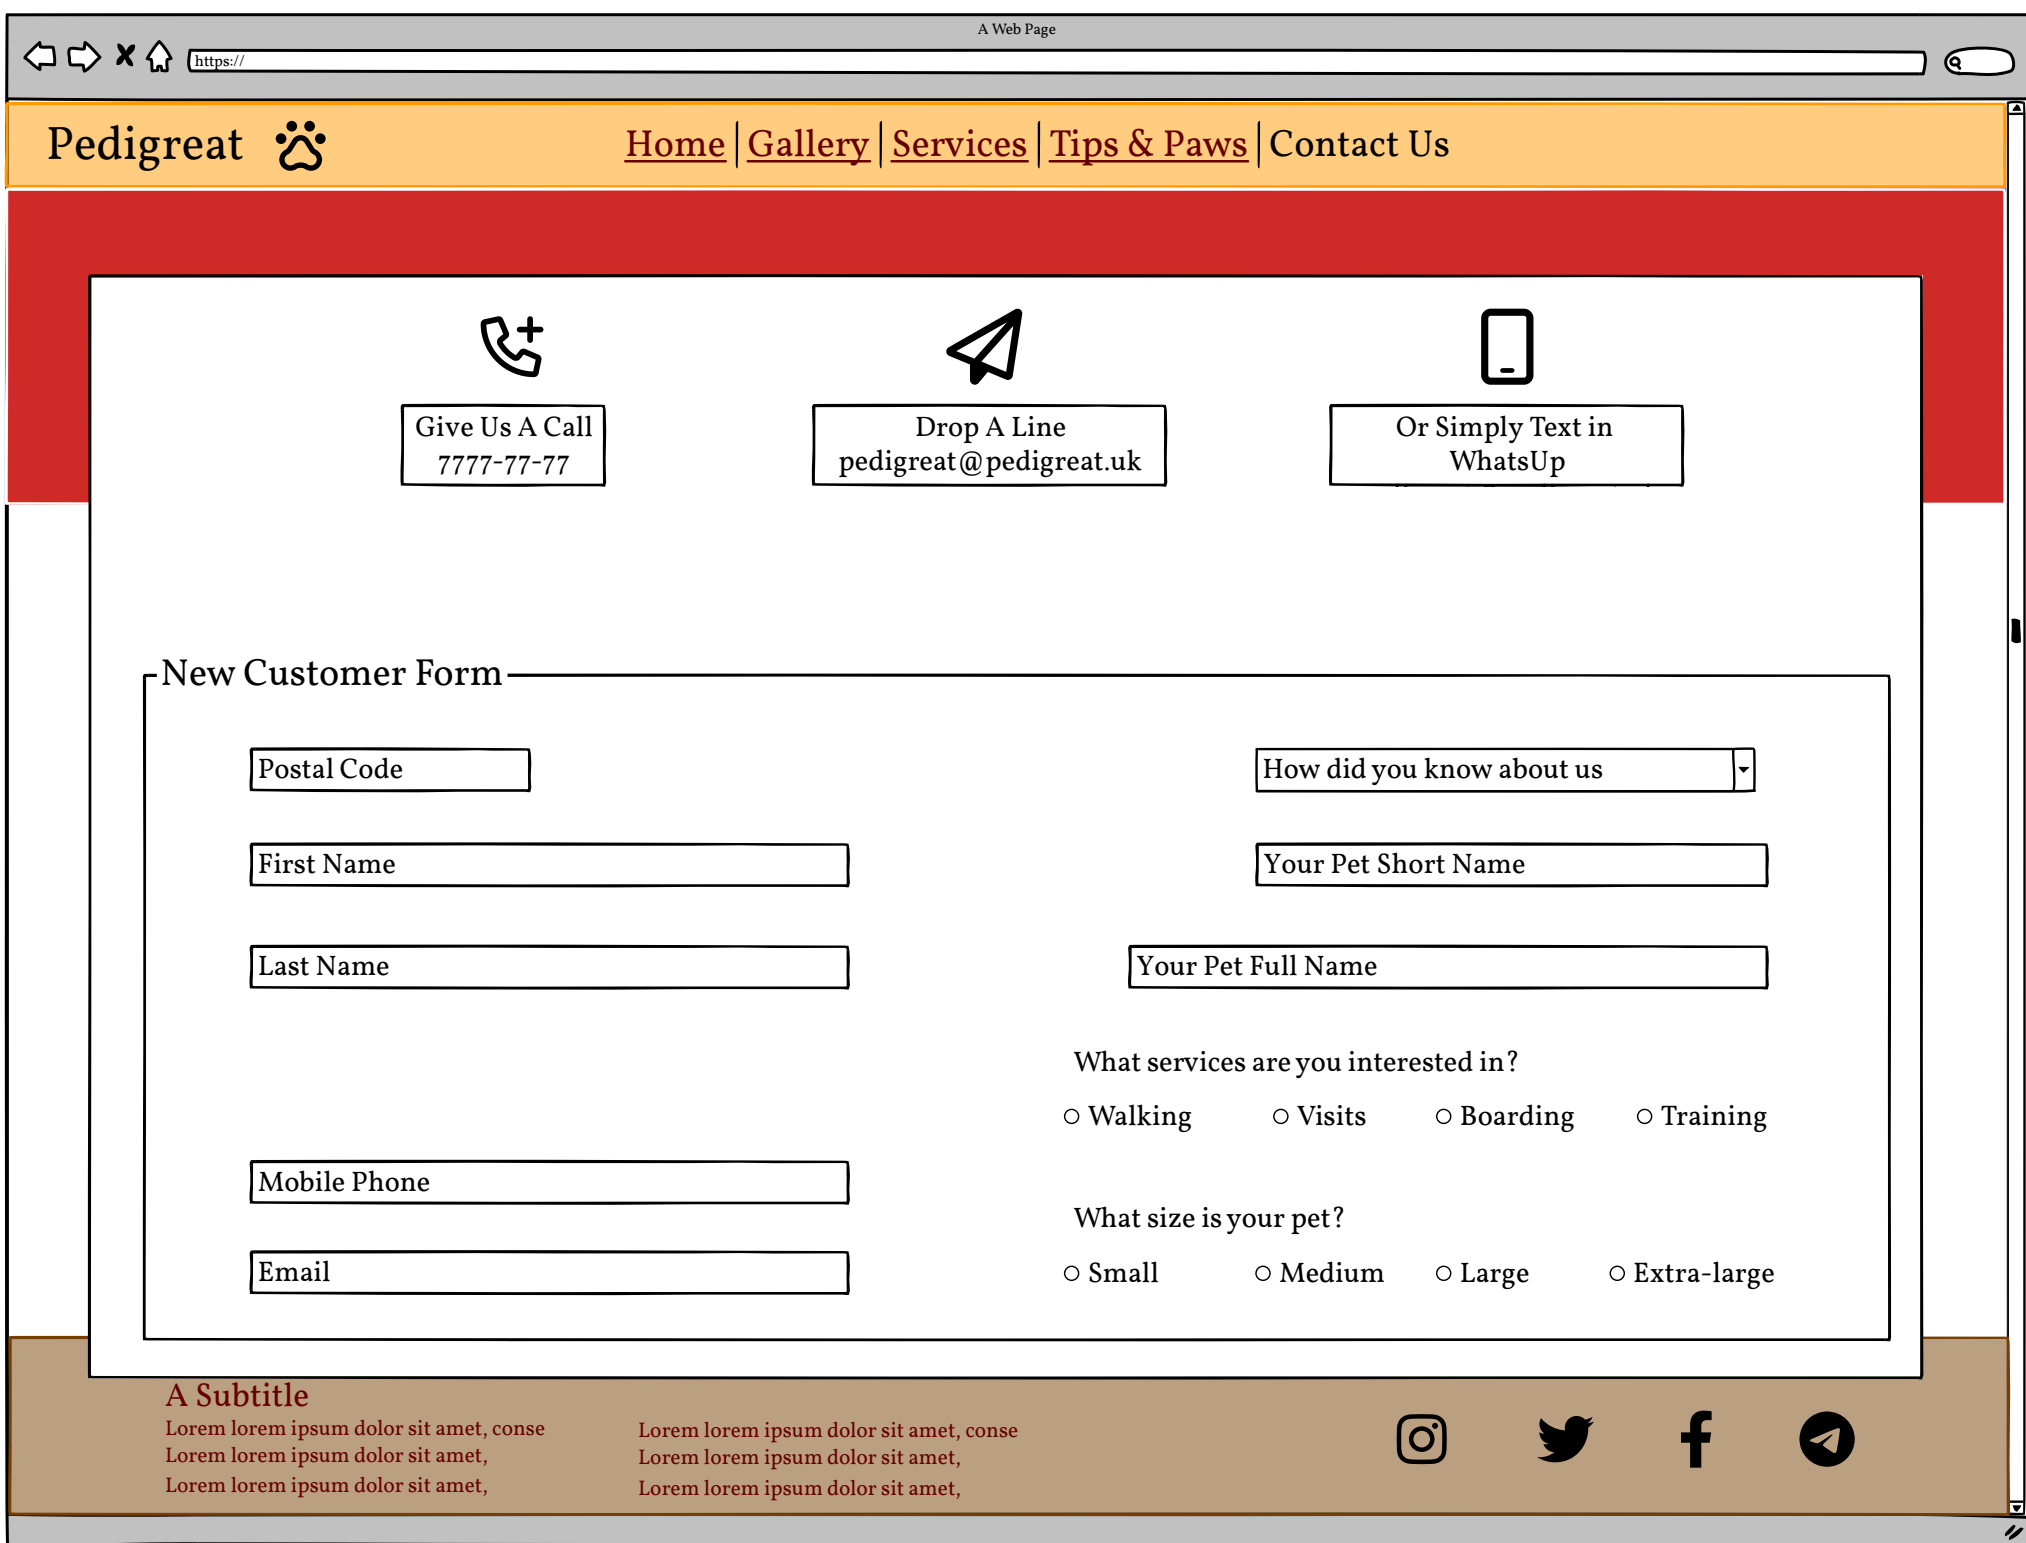 A Web Page
https://
Pedigreat
Home | Gallery | Services | Tips & Paws | Contact Us
Give Us A Call
7777-77-77
Drop A Line
pedigreat@pedigreat.uk
Or Simply Text in
WhatsUp
New Customer Form
Postal Code
How did you know about us
First Name
Your Pet Short Name
Last Name
Your Pet Full Name
What services are you interested in?
Walking Visits Boarding Training
Mobile Phone
What size is your pet?
Email
Small Medium Large Extra-large
A Subtitle
Lorem lorem ipsum dolor sit amet, conse
Lorem lorem ipsum dolor sit amet,
Lorem lorem ipsum dolor sit amet,
Lorem lorem ipsum dolor sit amet, conse
Lorem lorem ipsum dolor sit amet,
Lorem lorem ipsum dolor sit amet,